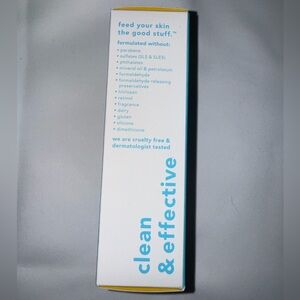 feed your skin
the good stuff.™
formulated without:
• parabens
• sulfates (SLS & SLES)
• phthalates
• mineral oil & petrolatum
• formaldehyde
• formaldehyde-releasing
preservatives
• triclosan
• retinol
• fragrance
• dairy
• gluten
• silicone
• dimethicone
we are cruelty free &
dermatologist tested
clean
& effective